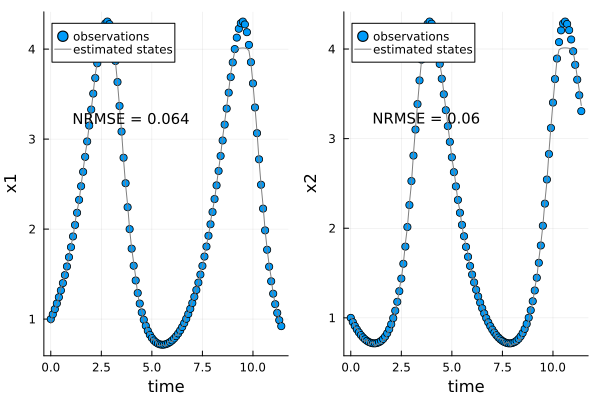 observations
estimated states
NRMSE = 0.064
x1
4
3
2
1
0.0 2.5 5.0 7.5 10.0
time
observations
estimated states
NRMSE = 0.06
x2
4
3
2
1
0.0 2.5 5.0 7.5 10.0
time